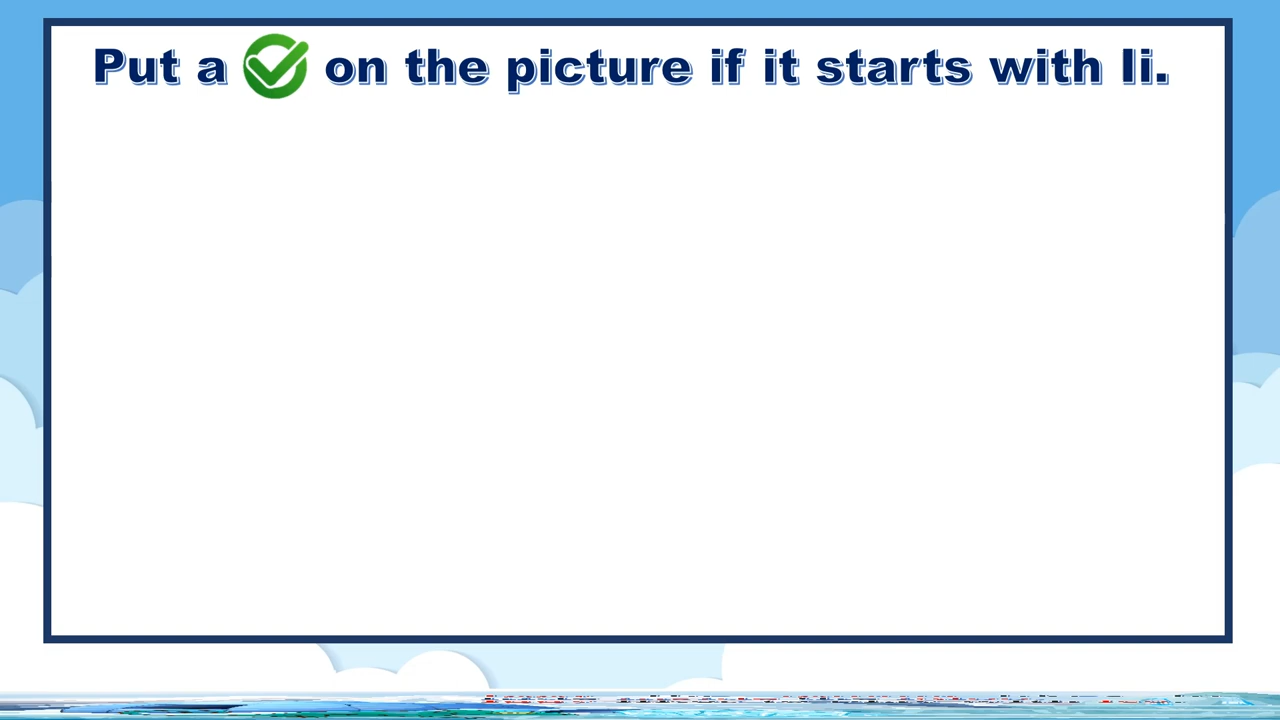 Put a on the picture if it starts with Ii.